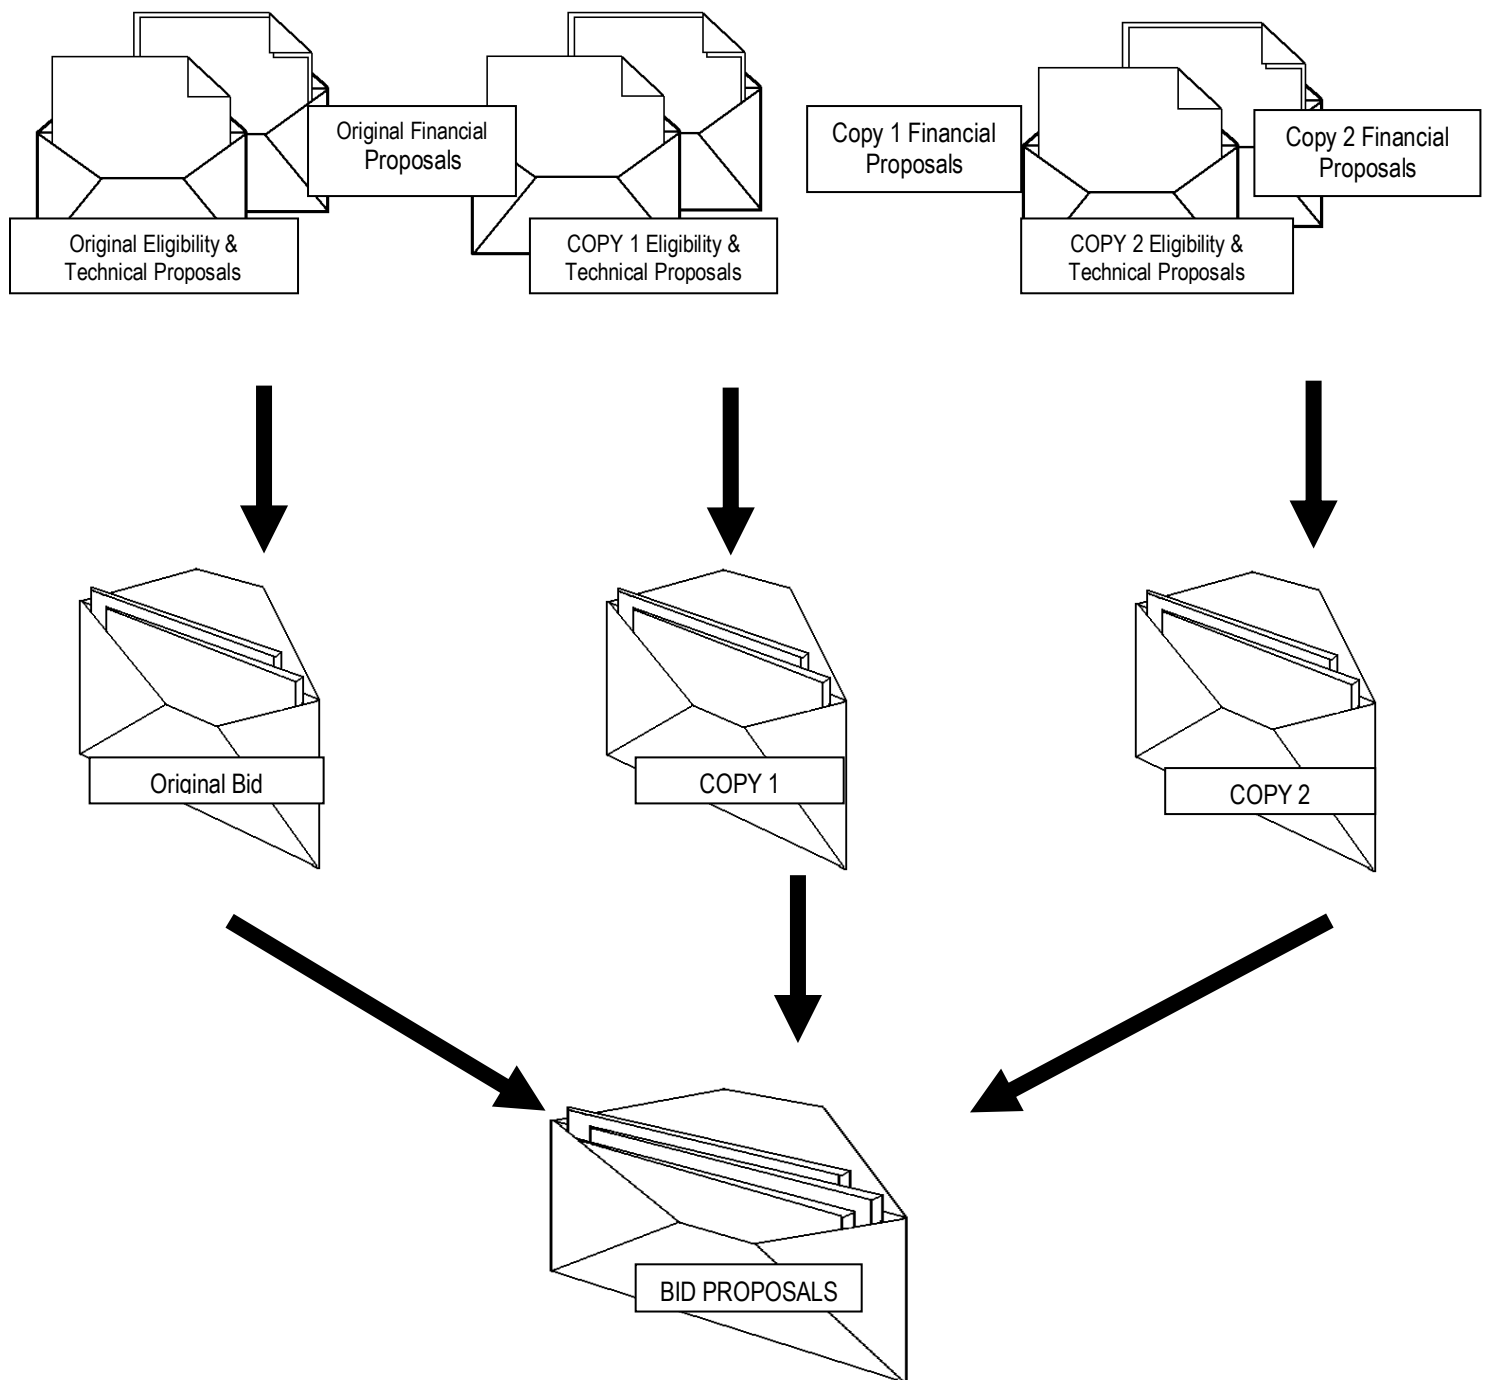 Original Financial
Proposals
Copy 1 Financial
Proposals
Copy 2 Financial
Proposals
Original Eligibility &
Technical Proposals
COPY 1 Eligibility &
Technical Proposals
COPY 2 Eligibility &
Technical Proposals
Original Bid
COPY 1
COPY 2
BID PROPOSALS